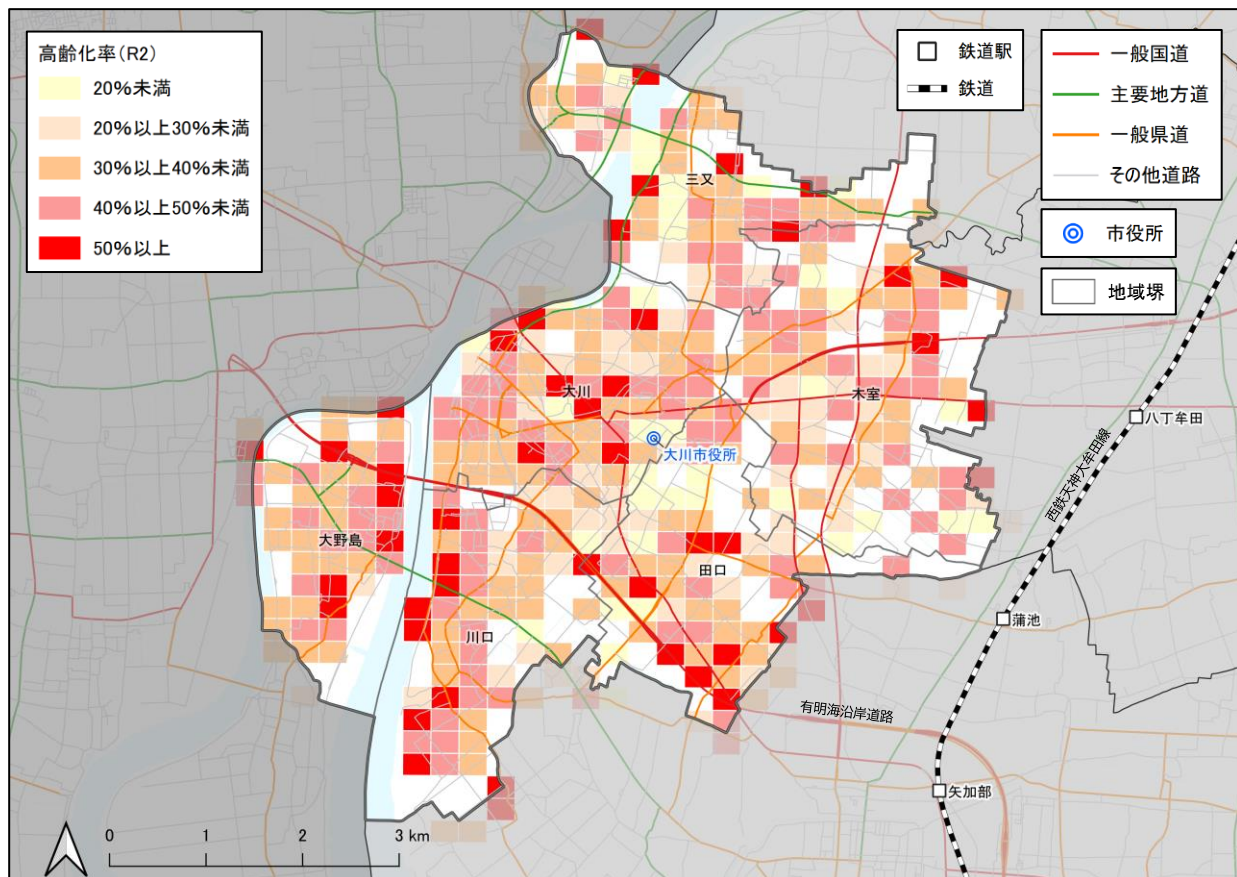 高齢化率(R2)
20%未満
20%以上30%未満
30%以上40%未満
40%以上50%未満
50%以上
鉄道駅
鉄道
一般国道
主要地方道
一般県道
その他道路
市役所
地域堺
三又
大川
木室
大川市役所
八丁牟田
西鉄天神大牟田線
大野島
田口
川口
蒲池
有明海沿岸道路
矢加部
0 1 2 3 km